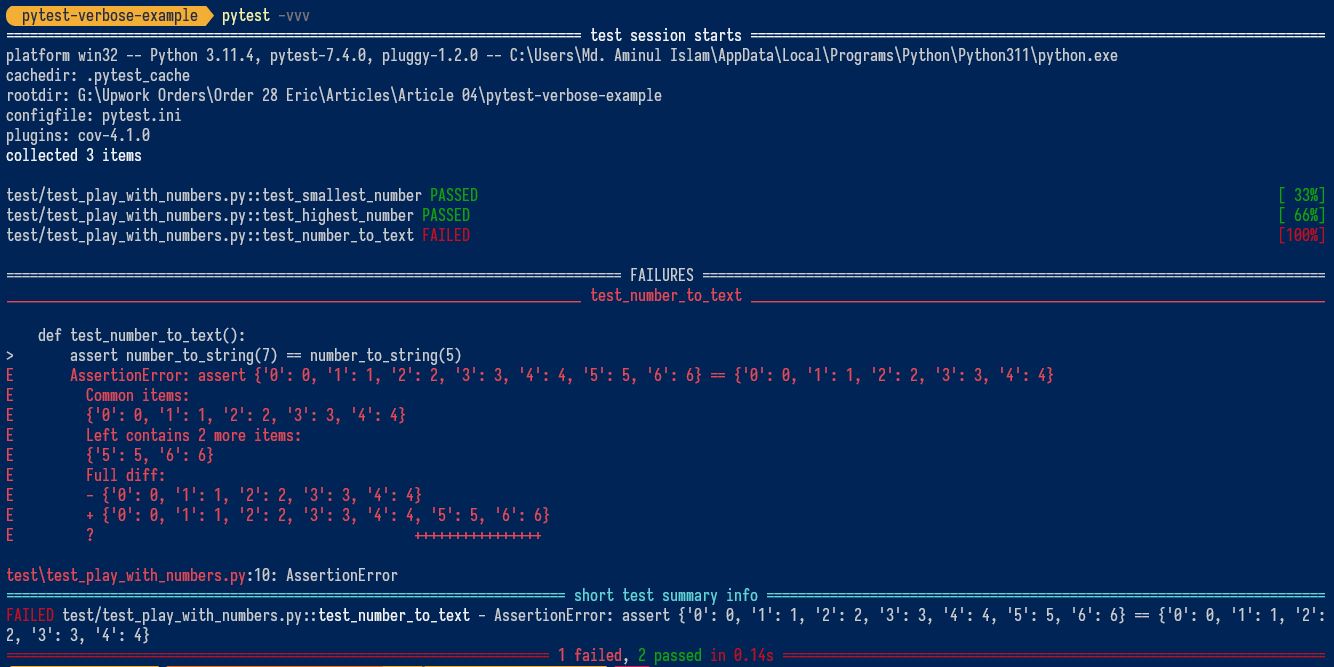 pytest-verbose-example pytest -vvv
========================================================================= test session starts =========================================================================
platform win32 -- Python 3.11.4, pytest-7.4.0, pluggy-1.2.0 -- C:\Users\Md. Aminul Islam\AppData\Local\Programs\Python\Python311\python.exe
cachedir: .pytest_cache
rootdir: G:\Upwork Orders\Order 28 Eric\Articles\Article 04\pytest-verbose-example
configfile: pytest.ini
plugins: cov-4.1.0
collected 3 items
test/test_play_with_numbers.py::test_smallest_number PASSED [ 33%]
test/test_play_with_numbers.py::test_highest_number PASSED [ 66%]
test/test_play_with_numbers.py::test_number_to_text FAILED [100%]
============================================================================== FAILURES ==============================================================================
________________________________________________________________________ test_number_to_text ________________________________________________________________________
def test_number_to_text():
> assert number_to_string(7) == number_to_string(5)
E AssertionError: assert {'0': 0, '1': 1, '2': 2, '3': 3, '4': 4, '5': 5, '6': 6} == {'0': 0, '1': 1, '2': 2, '3': 3, '4': 4}
E Common items:
E {'0': 0, '1': 1, '2': 2, '3': 3, '4': 4}
E Left contains 2 more items:
E {'5': 5, '6': 6}
E Full diff:
E - {'0': 0, '1': 1, '2': 2, '3': 3, '4': 4}
E + {'0': 0, '1': 1, '2': 2, '3': 3, '4': 4, '5': 5, '6': 6}
E ? ++++++++++++++++
test\test_play_with_numbers.py:10: AssertionError
====================================================================== short test summary info ======================================================================
FAILED test/test_play_with_numbers.py::test_number_to_text - AssertionError: assert {'0': 0, '1': 1, '2': 2, '3': 3, '4': 4, '5': 5, '6': 6} == {'0': 0, '1': 1, '2':
2, '3': 3, '4': 4}
==================================================================== 1 failed, 2 passed in 0.14s ====================================================================